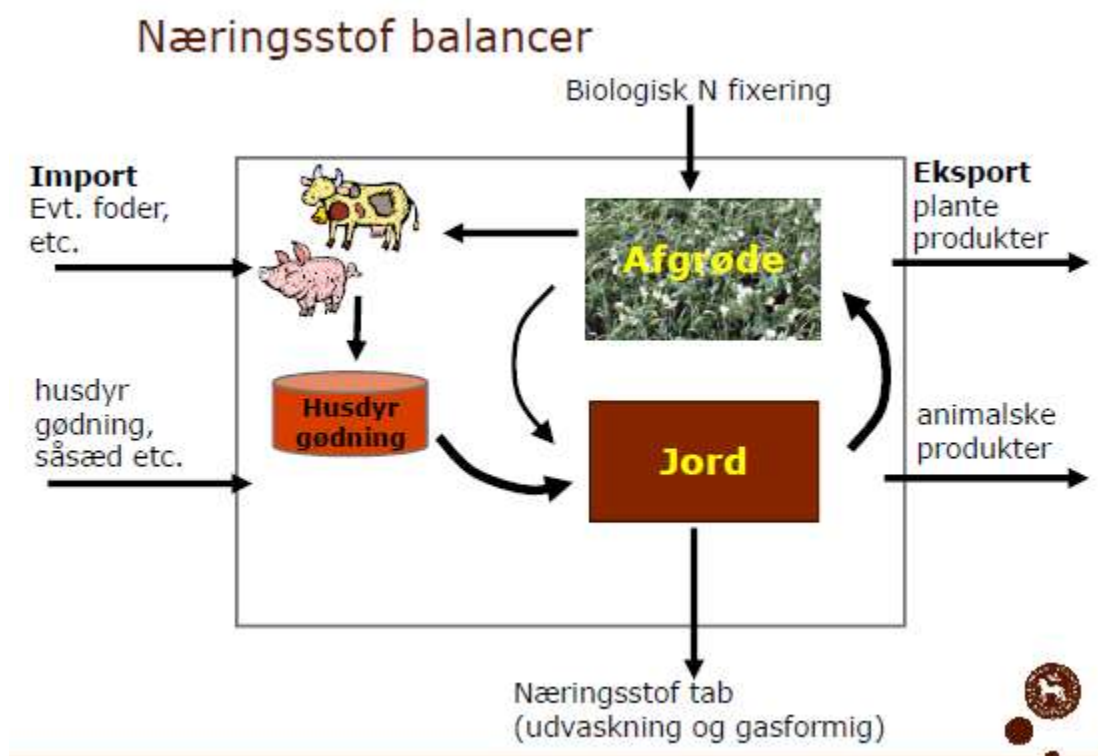 Næringsstof balancer
Biologisk N fixering
Import
Evt. foder,
etc.
Eksport
plante
produkter
Afgrøde
husdyr
gødning,
såsæd etc.
Husdyr
gødning
Jord
animalske
produkter
Næringsstof tab
(udvaskning og gasformig)